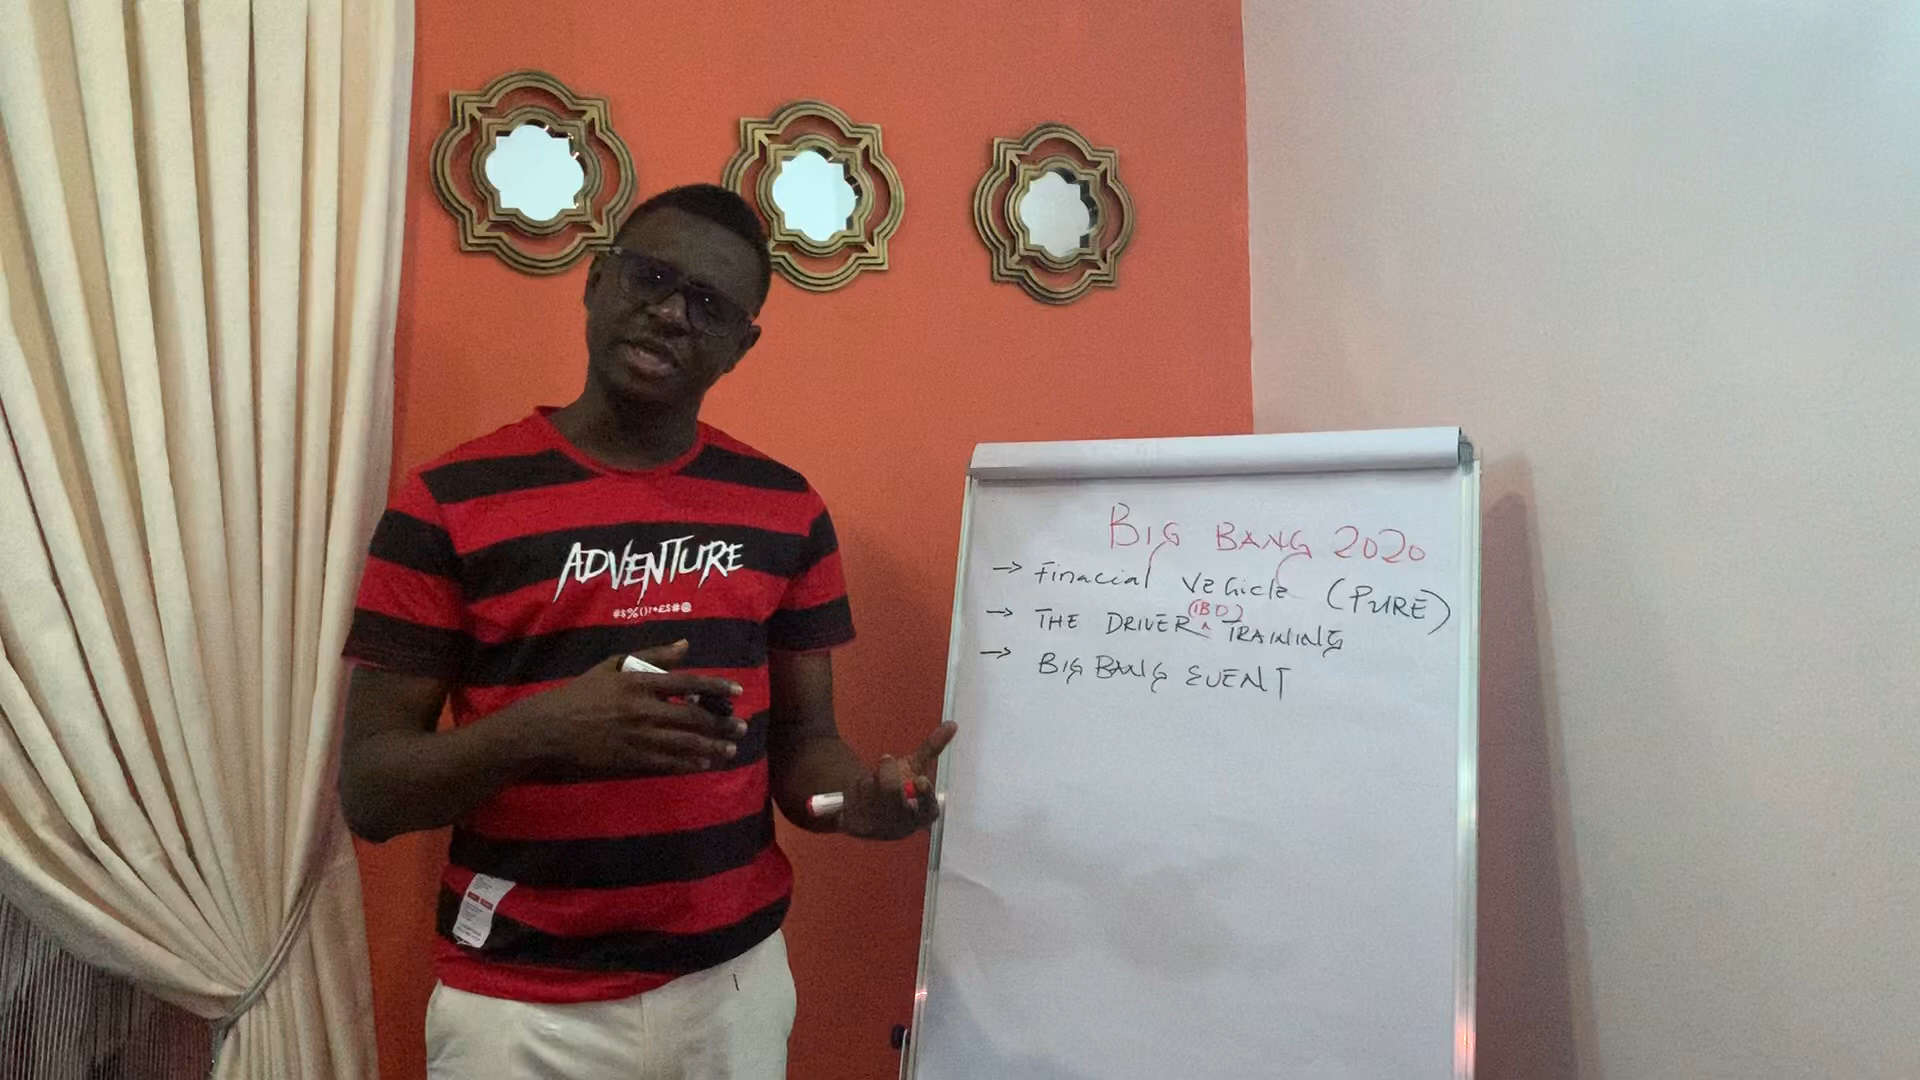 ADVENTURE
@$%()!*£$#@
BIG BANG 2020
→ Finacial Vehicle (PURE)
→ THE DRIVER (IBO) TRAINING
→ BIG BANG EVENT